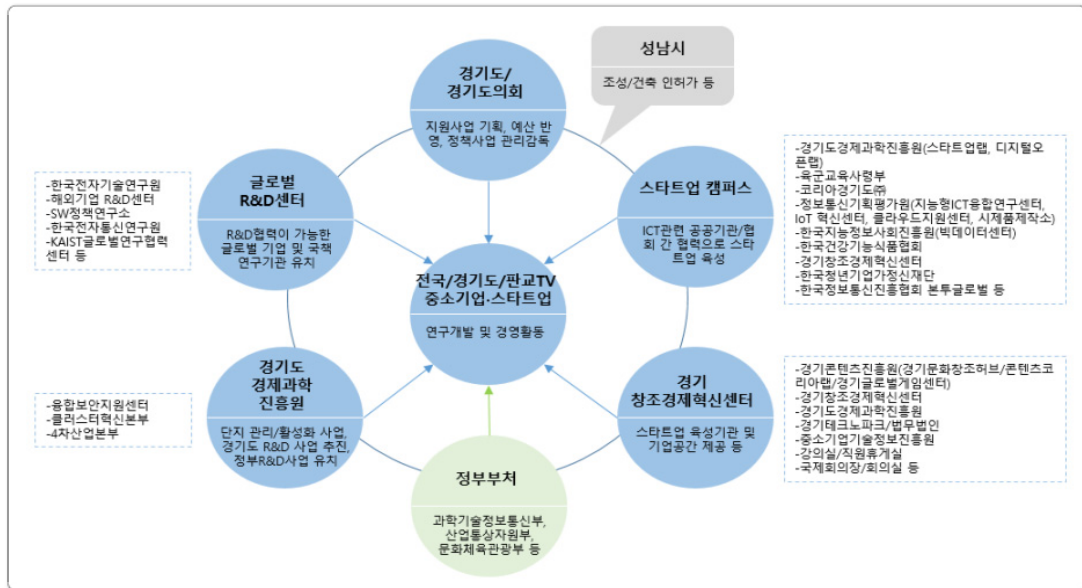 성남시
조성/건축 인허가 등
경기도/
경기도의회
지원사업 기획, 예산 반
영, 정책사업 관리감독
글로벌
R&D센터
R&D협력이 가능한
글로벌 기업 및 국책
연구기관 유치
-한국전자기술연구원
-해외기업 R&D센터
-SW정책연구소
-한국전자통신연구원
-KAIST글로벌연구협력
센터 등
스타트업 캠퍼스
ICT관련 공공기관/협
회 간 협력으로 스타
트업 육성
-경기도경제과학진흥원(스타트업랩, 디지털오
픈랩)
-육군교육사령부
-코리아경기도㈜
-정보통신기획평가원(지능형ICT융합연구센터,
IoT 혁신센터, 클라우드지원센터, 시제품제작소)
-한국지능정보사회진흥원(빅데이터센터)
-한국건강기능식품협회
-경기창조경제혁신센터
-한국청년기업가정신재단
-한국정보통신진흥협회 본투글로벌 등
전국/경기도/판교TV
중소기업·스타트업
연구개발 및 경영활동
경기도
경제과학
진흥원
단지 관리/활성화 사업,
경기도 R&D 사업 추진,
정부R&D사업 유치
-융합보안지원센터
-클러스터혁신본부
-4차산업본부
경기
창조경제혁신센터
스타트업 육성기관 및
기업공간 제공 등
-경기콘텐츠진흥원(경기문화창조허브/콘텐츠코
리아랩/경기글로벌게임센터)
-경기창조경제혁신센터
-경기도경제과학진흥원
-경기테크노파크/법무법인
-중소기업기술정보진흥원
-강의실/직원휴게실
-국제회의장/회의실 등
정부부처
과학기술정보통신부,
산업통상자원부,
문화체육관광부 등